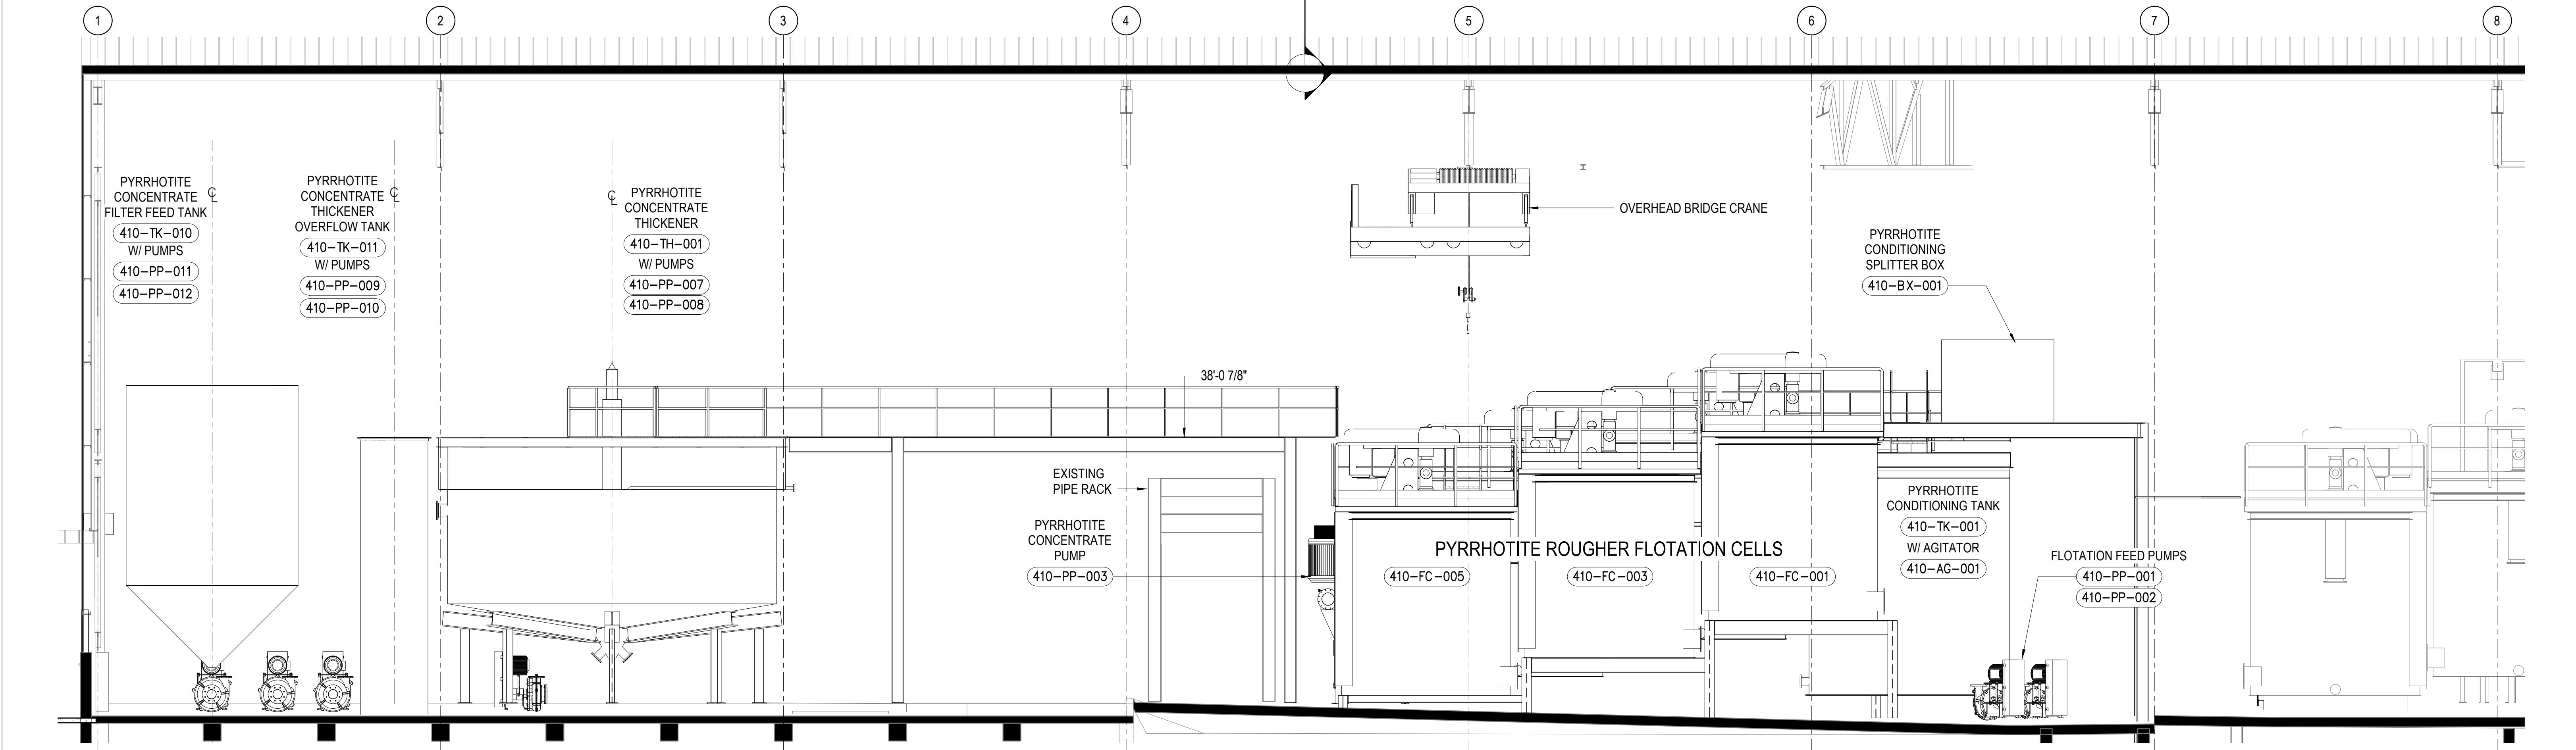 1
2
3
4
5
6
7
8
PYRRHOTITE
CONCENTRATE
FILTER FEED TANK
410-TK-010
W/ PUMPS
410-PP-011
410-PP-012
℄
PYRRHOTITE
CONCENTRATE
THICKENER
OVERFLOW TANK
410-TK-011
W/ PUMPS
410-PP-009
410-PP-010
℄
℄
PYRRHOTITE
CONCENTRATE
THICKENER
410-TH-001
W/ PUMPS
410-PP-007
410-PP-008
OVERHEAD BRIDGE CRANE
PYRRHOTITE
CONDITIONING
SPLITTER BOX
410-BX-001
38'-0 7/8"
EXISTING
PIPE RACK
PYRRHOTITE
CONCENTRATE
PUMP
410-PP-003
PYRRHOTITE ROUGHER FLOTATION CELLS
410-FC-005
410-FC-003
410-FC-001
PYRRHOTITE
CONDITIONING TANK
410-TK-001
W/ AGITATOR
410-AG-001
FLOTATION FEED PUMPS
410-PP-001
410-PP-002